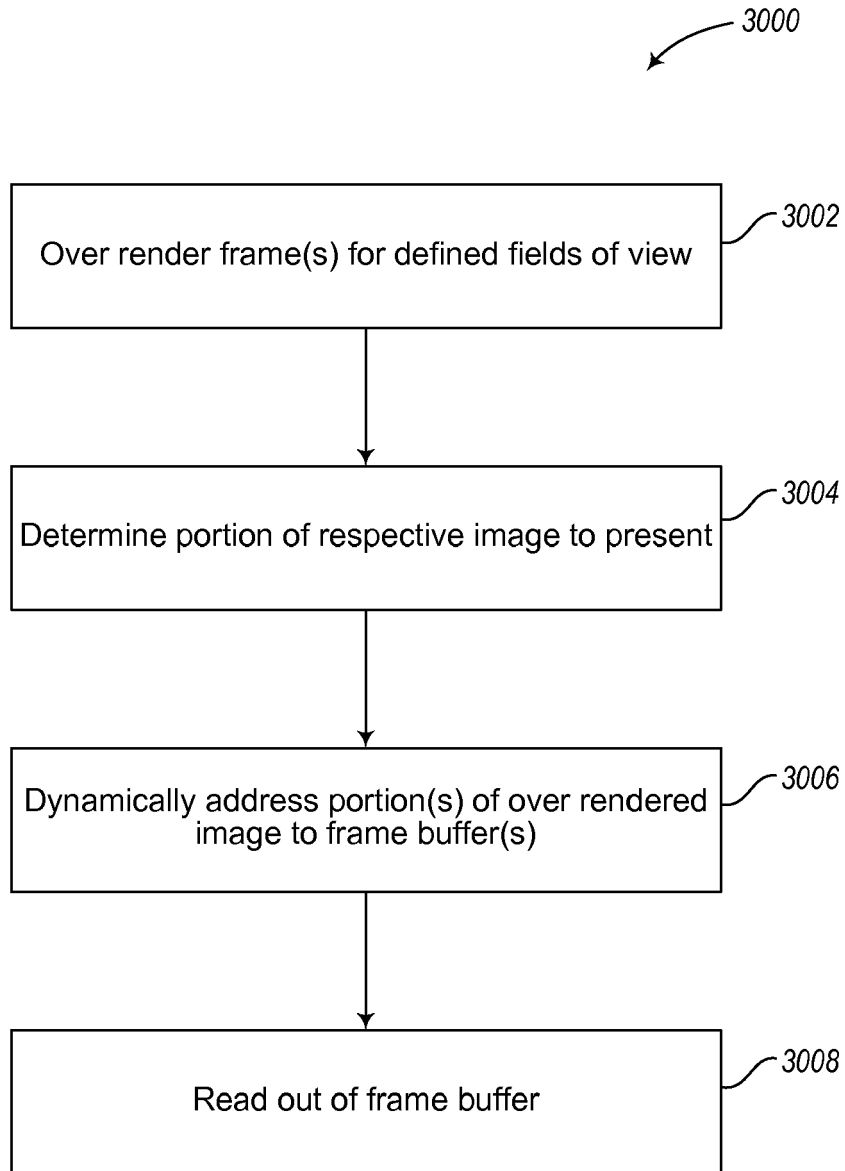 3000
3002
Over render frame(s) for defined fields of view
3004
Determine portion of respective image to present
3006
Dynamically address portion(s) of over rendered
image to frame buffer(s)
3008
Read out of frame buffer